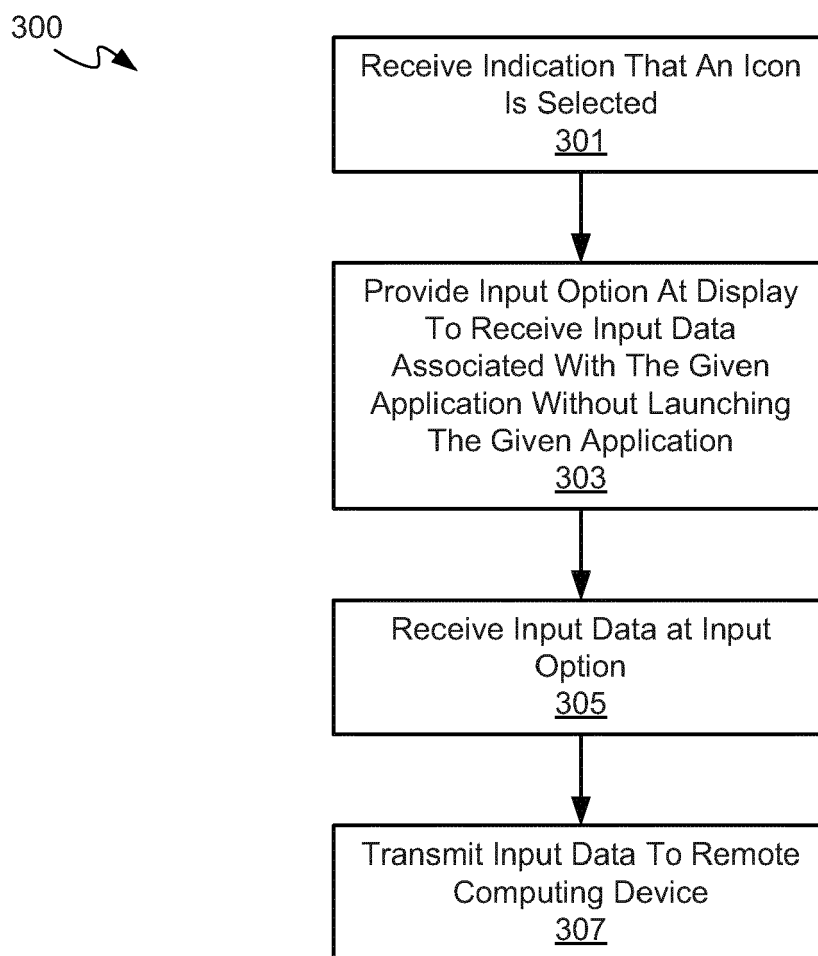 300
Receive Indication That An Icon
Is Selected
301
Provide Input Option At Display
To Receive Input Data
Associated With The Given
Application Without Launching
The Given Application
303
Receive Input Data at Input
Option
305
Transmit Input Data To Remote
Computing Device
307